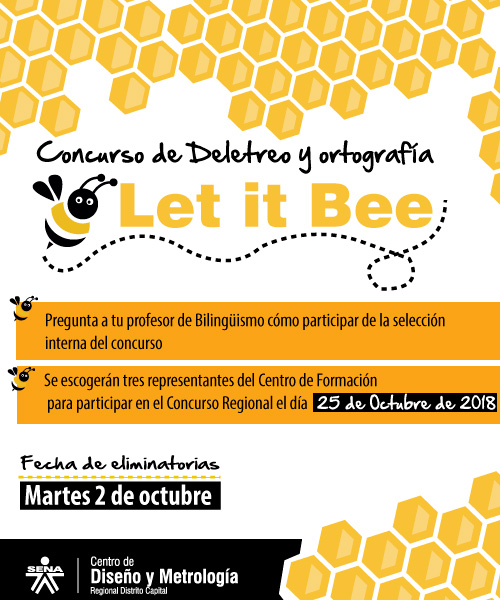 Concurso de Deletreo y ortografía
Let it Bee
Pregunta a tu profesor de Bilingüismo cómo participar de la selección
interna del concurso
Se escogerán tres representantes del Centro de Formación
para participar en el Concurso Regional el día 25 de Octubre de 2018
Fecha de eliminatorias
Martes 2 de octubre
SENA
Centro de
Diseño y Metrología
Regional Distrito Capital